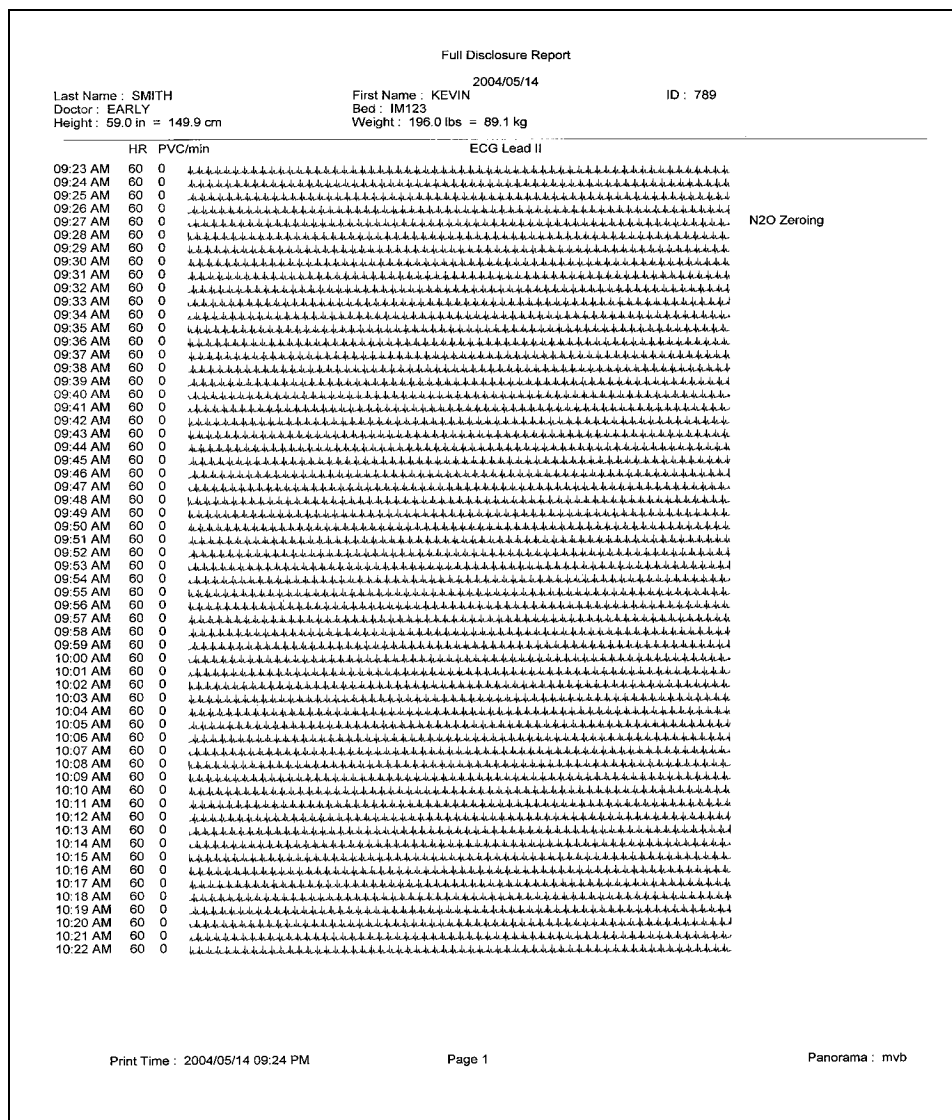 Full Disclosure Report
2004/05/14
Last Name : SMITH First Name : KEVIN ID : 789
Doctor : EARLY Bed : IM123
Height : 59.0 in = 149.9 cm Weight : 196.0 lbs = 89.1 kg
HR PVC/min ECG Lead II
09:23 AM 60 0
09:24 AM 60 0
09:25 AM 60 0
09:26 AM 60 0
09:27 AM 60 0 N2O Zeroing
09:28 AM 60 0
09:29 AM 60 0
09:30 AM 60 0
09:31 AM 60 0
09:32 AM 60 0
09:33 AM 60 0
09:34 AM 60 0
09:35 AM 60 0
09:36 AM 60 0
09:37 AM 60 0
09:38 AM 60 0
09:39 AM 60 0
09:40 AM 60 0
09:41 AM 60 0
09:42 AM 60 0
09:43 AM 60 0
09:44 AM 60 0
09:45 AM 60 0
09:46 AM 60 0
09:47 AM 60 0
09:48 AM 60 0
09:49 AM 60 0
09:50 AM 60 0
09:51 AM 60 0
09:52 AM 60 0
09:53 AM 60 0
09:54 AM 60 0
09:55 AM 60 0
09:56 AM 60 0
09:57 AM 60 0
09:58 AM 60 0
09:59 AM 60 0
10:00 AM 60 0
10:01 AM 60 0
10:02 AM 60 0
10:03 AM 60 0
10:04 AM 60 0
10:05 AM 60 0
10:06 AM 60 0
10:07 AM 60 0
10:08 AM 60 0
10:09 AM 60 0
10:10 AM 60 0
10:11 AM 60 0
10:12 AM 60 0
10:13 AM 60 0
10:14 AM 60 0
10:15 AM 60 0
10:16 AM 60 0
10:17 AM 60 0
10:18 AM 60 0
10:19 AM 60 0
10:20 AM 60 0
10:21 AM 60 0
10:22 AM 60 0
Print Time : 2004/05/14 09:24 PM Page 1 Panorama : mvb